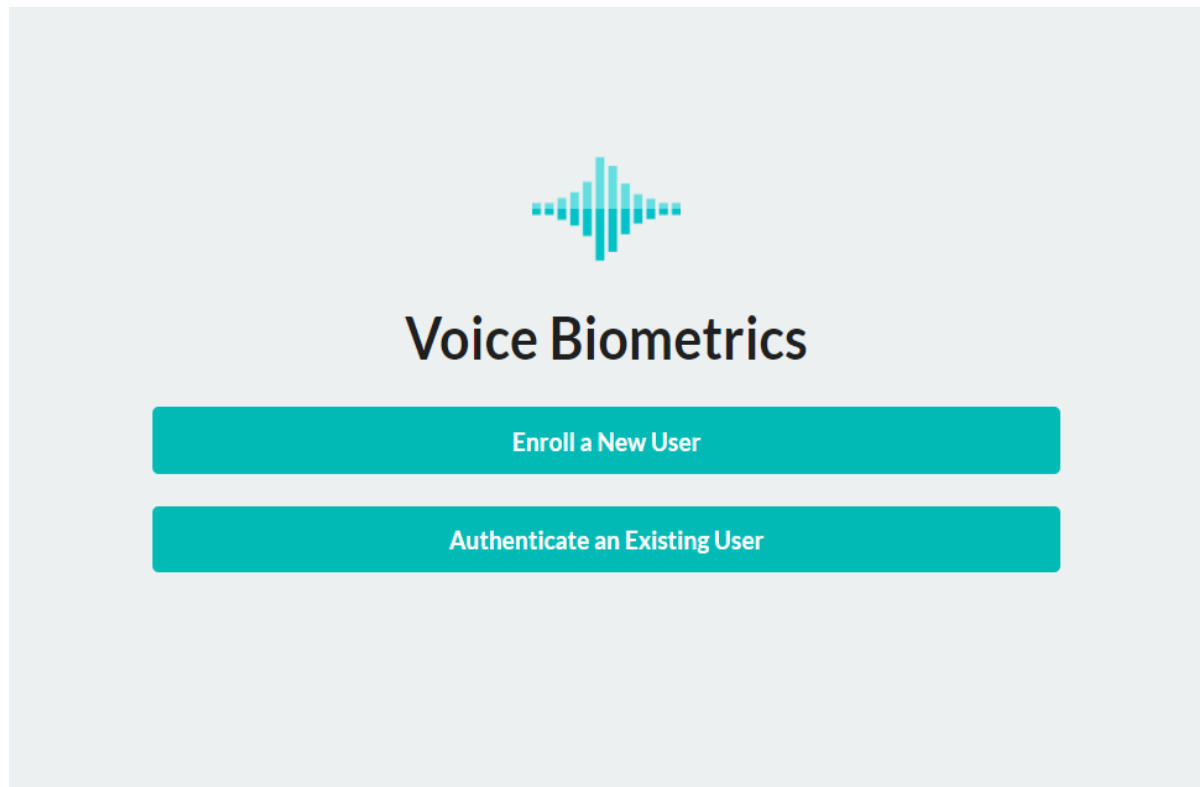 Voice Biometrics
Enroll a New User
Authenticate an Existing User